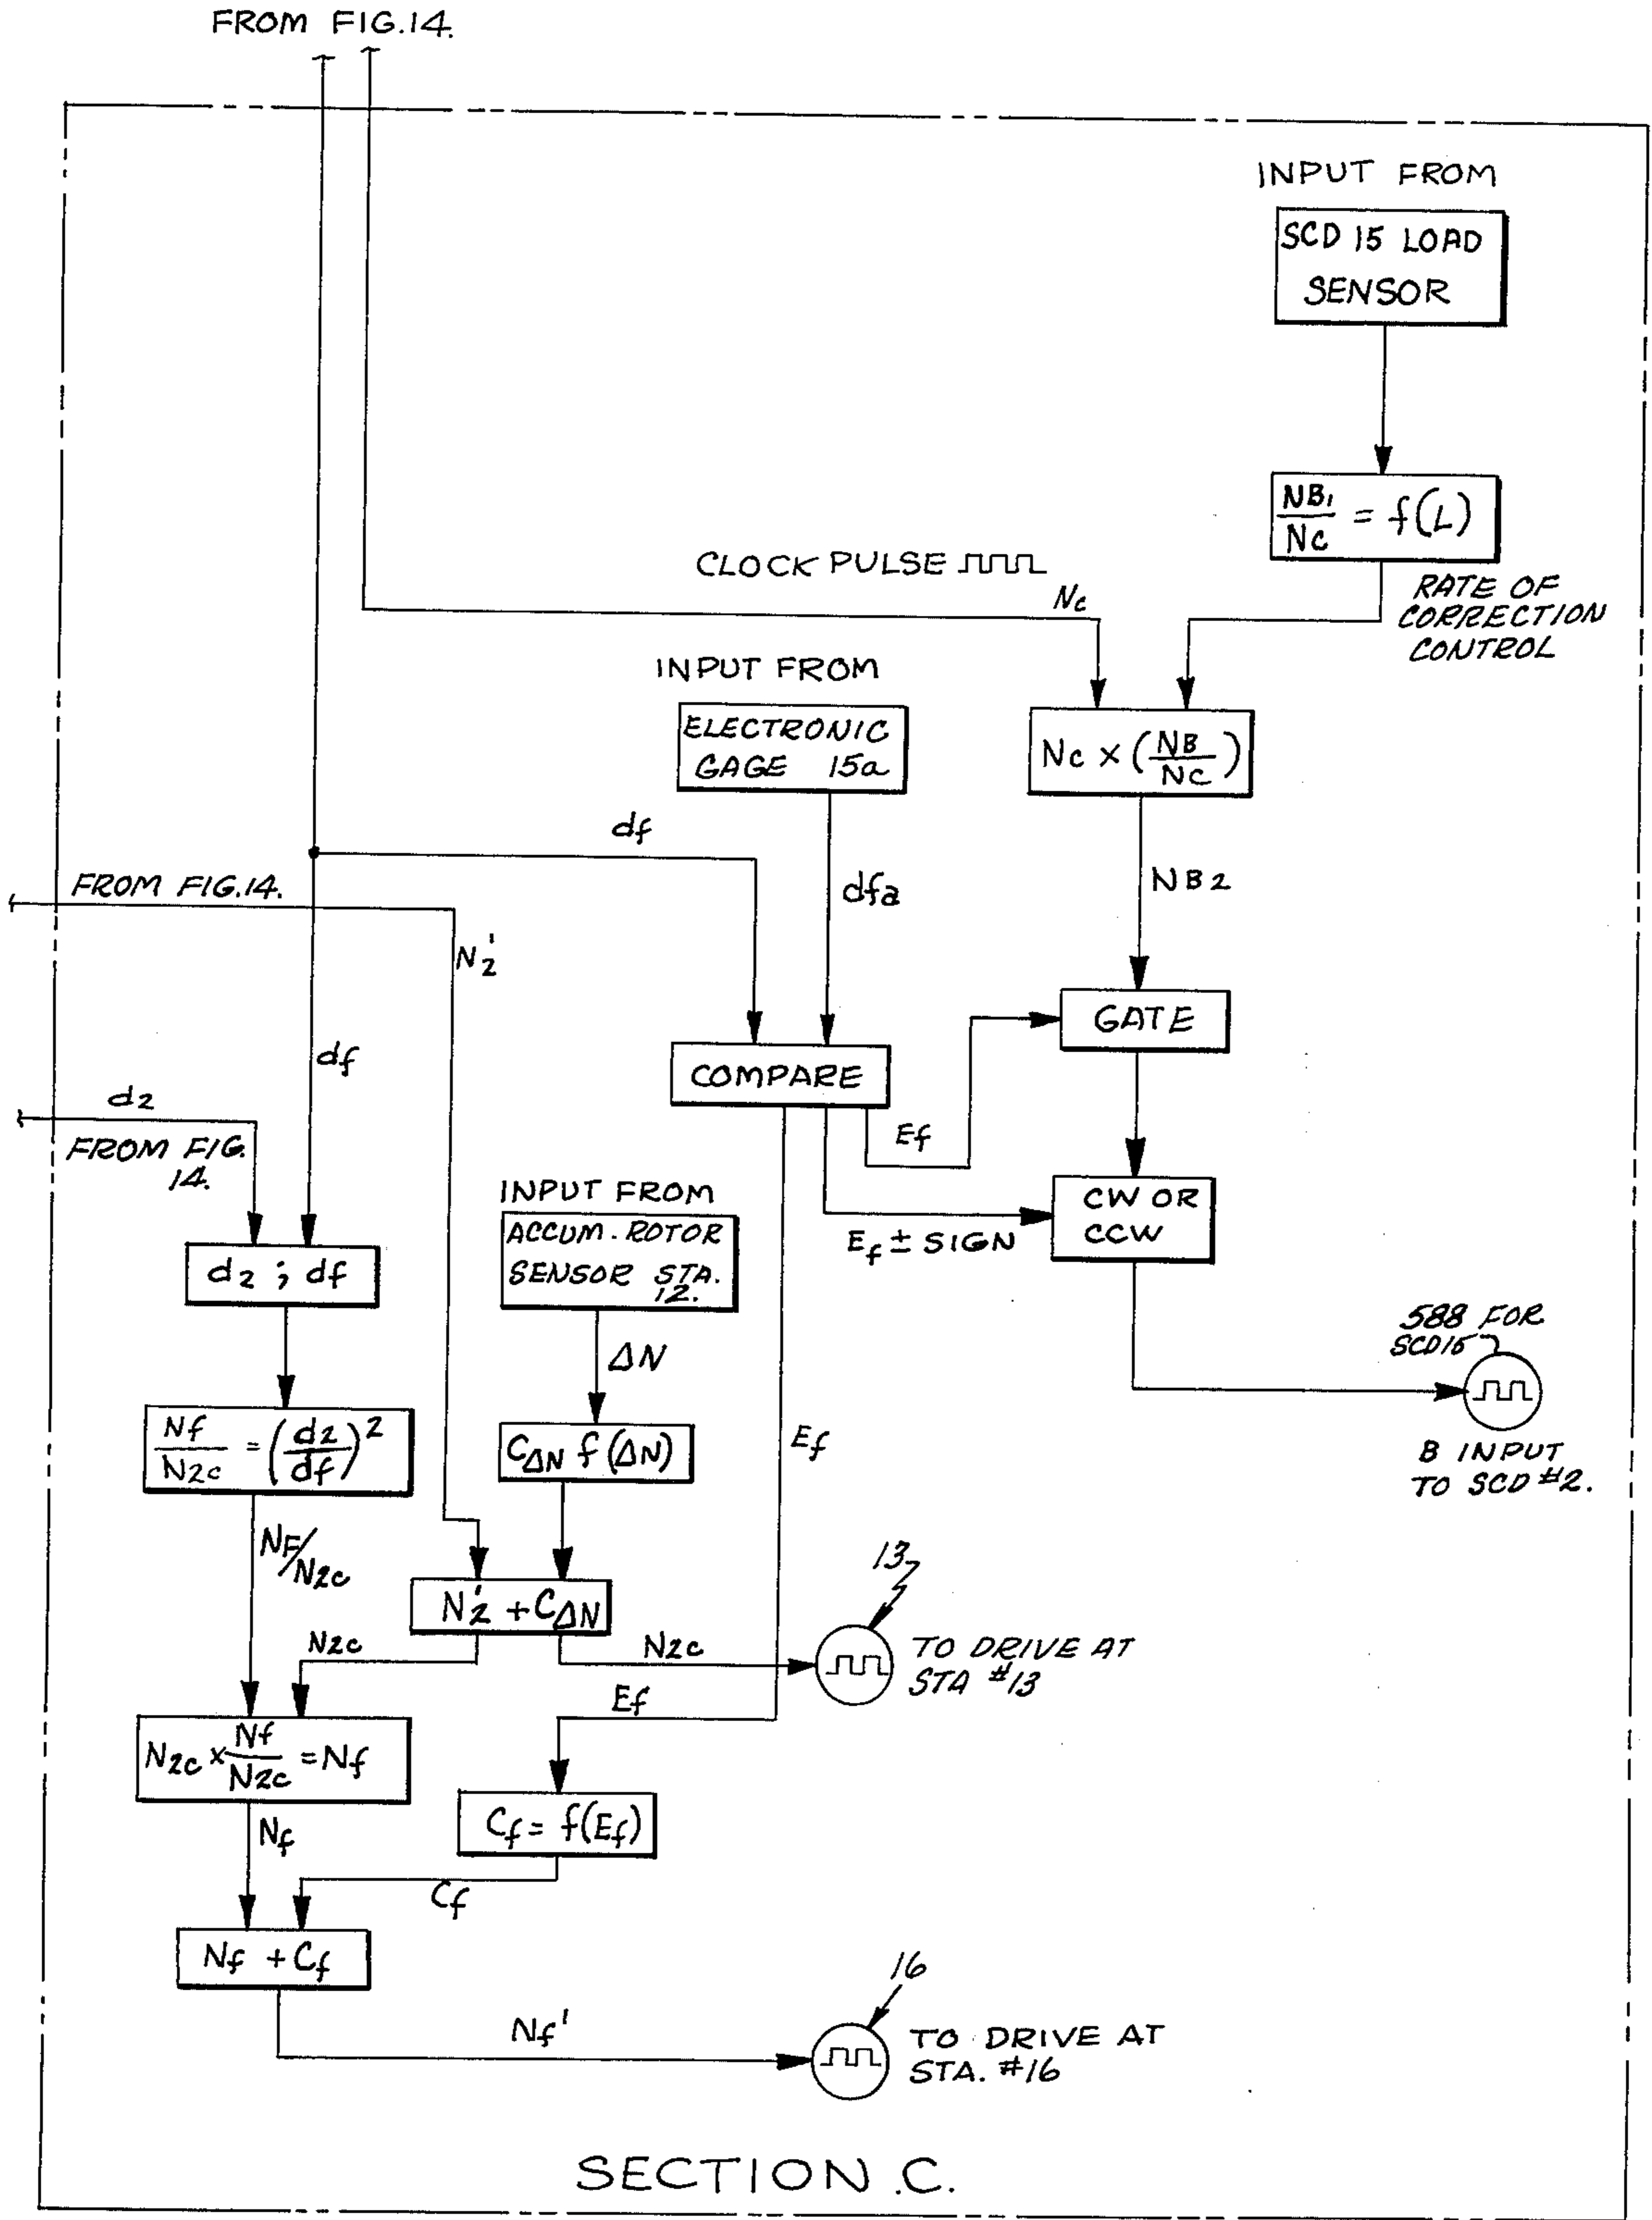 FROM FIG.14.
INPUT FROM
SCD 15 LOAD
SENSOR
NB1/Nc = f(L)
RATE OF
CORRECTION
CONTROL
CLOCK PULSE
Nc
INPUT FROM
ELECTRONIC
GAGE 15a
Nc × (NB/NC)
df
dfa
NB2
FROM FIG.14.
N2'
df
GATE
COMPARE
d2
FROM FIG.
14.
Ef
INPUT FROM
ACCUM. ROTOR
SENSOR STA.
12.
CW OR
CCW
Ef ± SIGN
d2 ; df
588 FOR
SCD15
ΔN
Nf/N2c = (d2/df)²
CΔN f (ΔN)
Ef
B INPUT
TO SCD #2.
NF/N2c
13
N2' + CΔN
N2c
N2c
TO DRIVE AT
STA #13
Ef
N2c × Nf/N2c = Nf
Cf = f(Ef)
Nf
Cf
Nf + Cf
16
Nf'
TO DRIVE AT
STA. #16
SECTION.C.